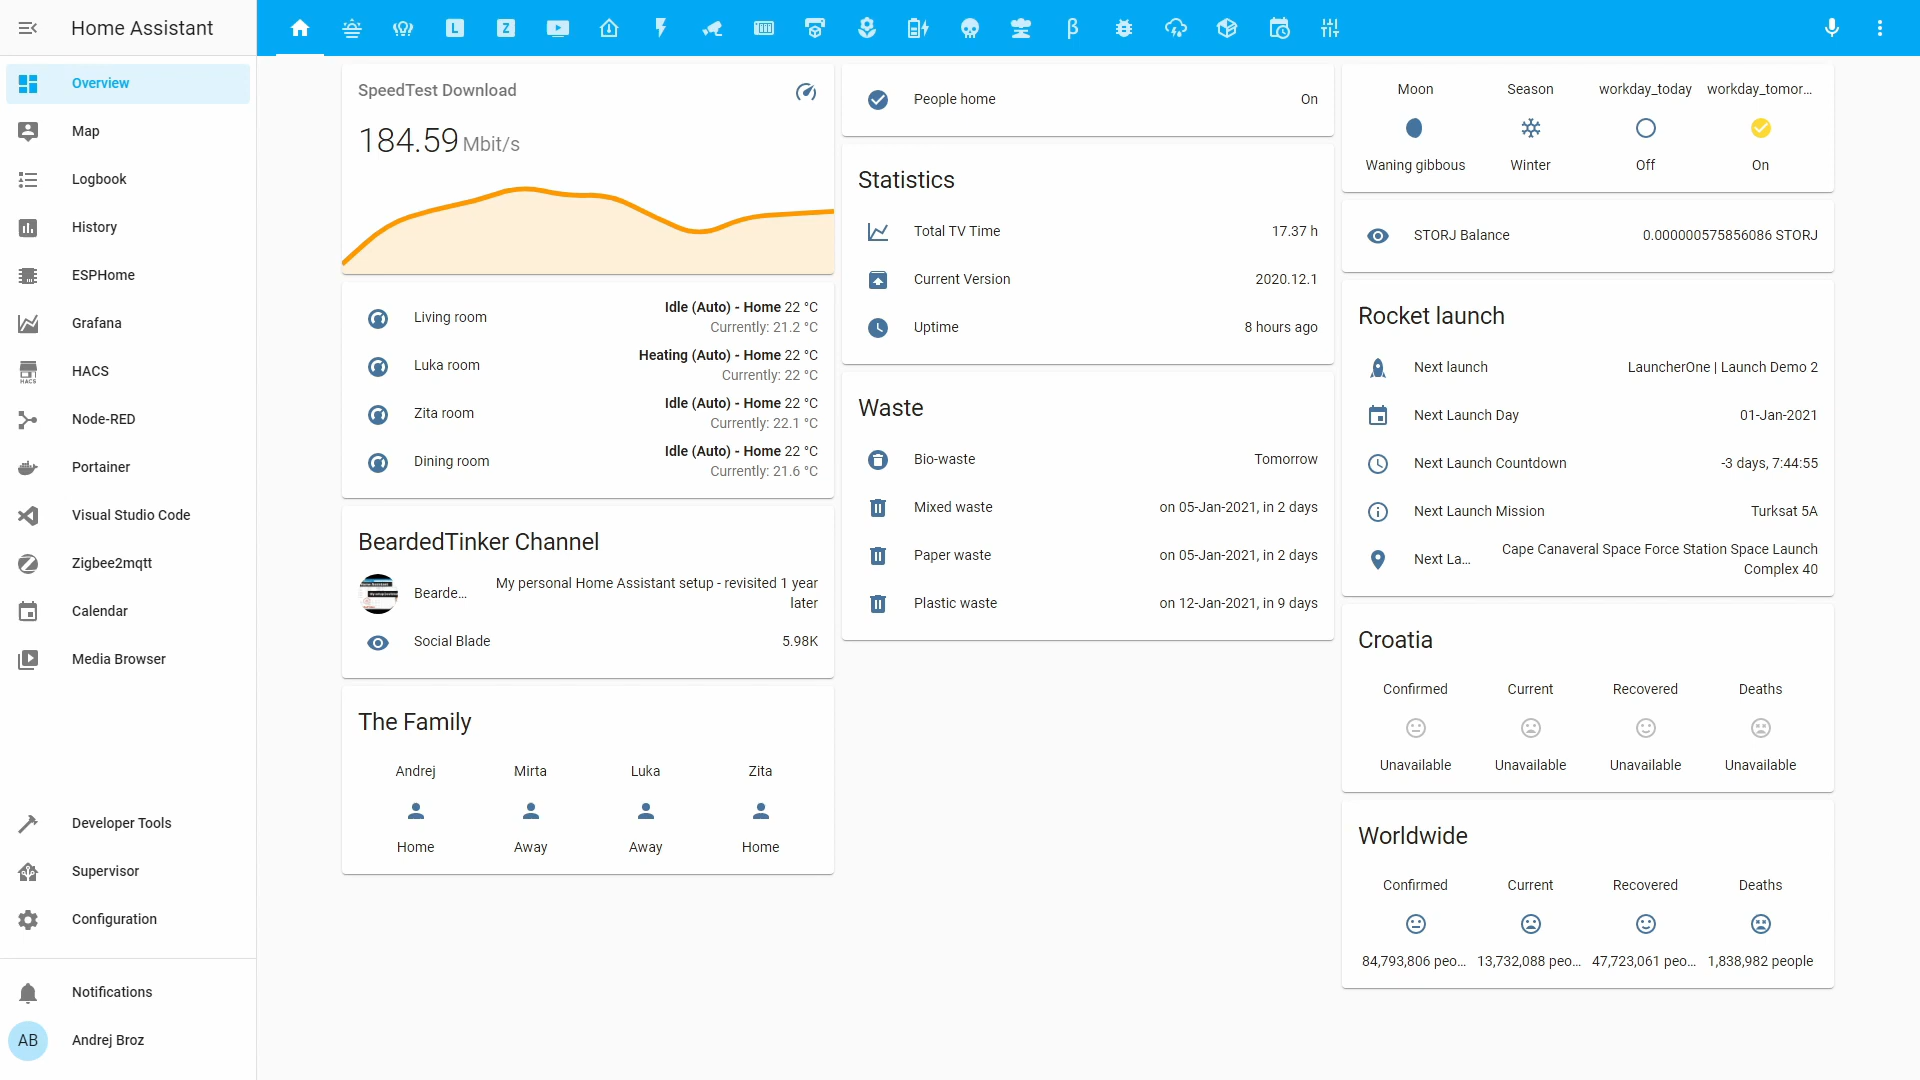 Home Assistant
Overview
Map
Logbook
History
ESPHome
Grafana
HACS
HACS
Node-RED
Portainer
Visual Studio Code
Zigbee2mqtt
Calendar
Media Browser
Developer Tools
Supervisor
Configuration
Notifications
AB Andrej Broz
L
Z
β
SpeedTest Download
184.59 Mbit/s
Living room
Idle (Auto) - Home 22 °C
Currently: 21.2 °C
Luka room
Heating (Auto) - Home 22 °C
Currently: 22 °C
Zita room
Idle (Auto) - Home 22 °C
Currently: 22.1 °C
Dining room
Idle (Auto) - Home 22 °C
Currently: 21.6 °C
BeardedTinker Channel
Bearde...
My personal Home Assistant setup - revisited 1 year
later
Social Blade 5.98K
The Family
Andrej Mirta Luka Zita
Home Away Away Home
People home On
Statistics
Total TV Time 17.37 h
Current Version 2020.12.1
Uptime 8 hours ago
Waste
Bio-waste Tomorrow
Mixed waste on 05-Jan-2021, in 2 days
Paper waste on 05-Jan-2021, in 2 days
Plastic waste on 12-Jan-2021, in 9 days
Moon Season workday_today workday_tomor...
Waning gibbous Winter Off On
STORJ Balance 0.000000575856086 STORJ
Rocket launch
Next launch LauncherOne | Launch Demo 2
Next Launch Day 01-Jan-2021
Next Launch Countdown -3 days, 7:44:55
Next Launch Mission Turksat 5A
Next La...
Cape Canaveral Space Force Station Space Launch
Complex 40
Croatia
Confirmed Current Recovered Deaths
Unavailable Unavailable Unavailable Unavailable
Worldwide
Confirmed Current Recovered Deaths
84,793,806 peo... 13,732,088 peo... 47,723,061 peo... 1,838,982 people